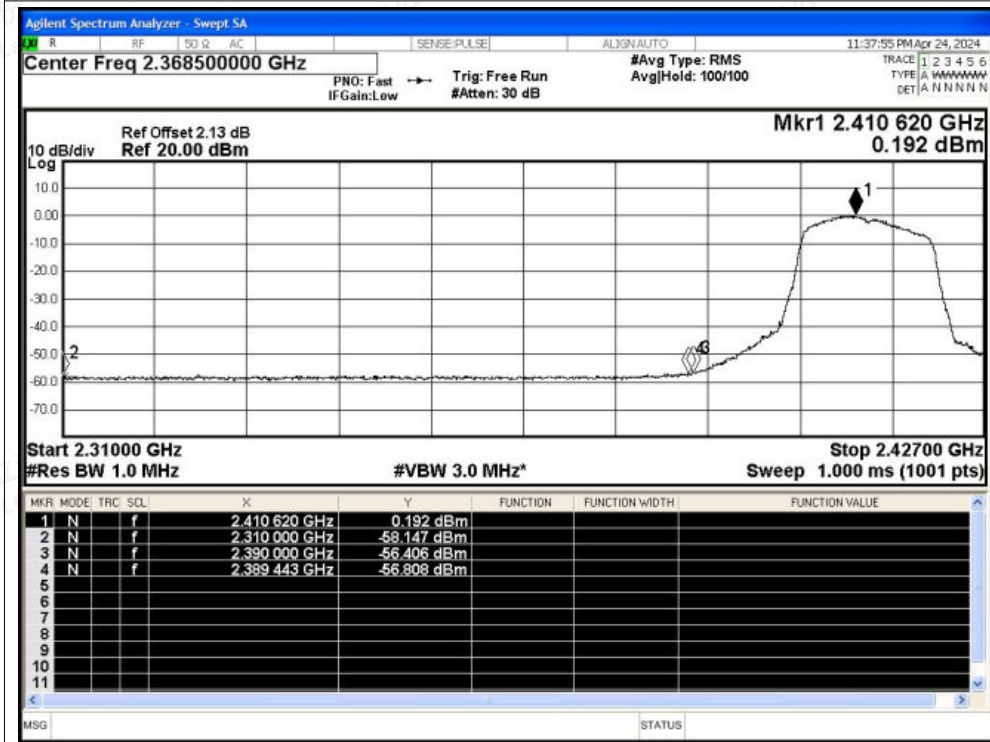 Agilent Spectrum Analyzer - Swept SA
LXI R RF 50 Ω AC SENSE:PULSE ALIGN AUTO 11:37:55 PM Apr 24, 2024
Center Freq 2.368500000 GHz
PNO: Fast
IFGain:Low
Trig: Free Run
#Atten: 30 dB
#Avg Type: RMS
Avg|Hold: 100/100
TRACE 1 2 3 4 5 6
TYPE A WWWWW
DET A N N N N N
Mkr1 2.410 620 GHz
0.192 dBm
Ref Offset 2.13 dB
10 dB/div Ref 20.00 dBm
Log
10.0
0.00
-10.0
-20.0
-30.0
-40.0
-50.0
-60.0
-70.0
1
2
4 3
Start 2.31000 GHz Stop 2.42700 GHz
#Res BW 1.0 MHz #VBW 3.0 MHz* Sweep 1.000 ms (1001 pts)
MKR MODE TRC SCL X Y FUNCTION FUNCTION WIDTH FUNCTION VALUE
1 N f 2.410 620 GHz 0.192 dBm
2 N f 2.310 000 GHz -58.147 dBm
3 N f 2.390 000 GHz -56.406 dBm
4 N f 2.389 443 GHz -56.808 dBm
5
6
7
8
9
10
11
MSG STATUS